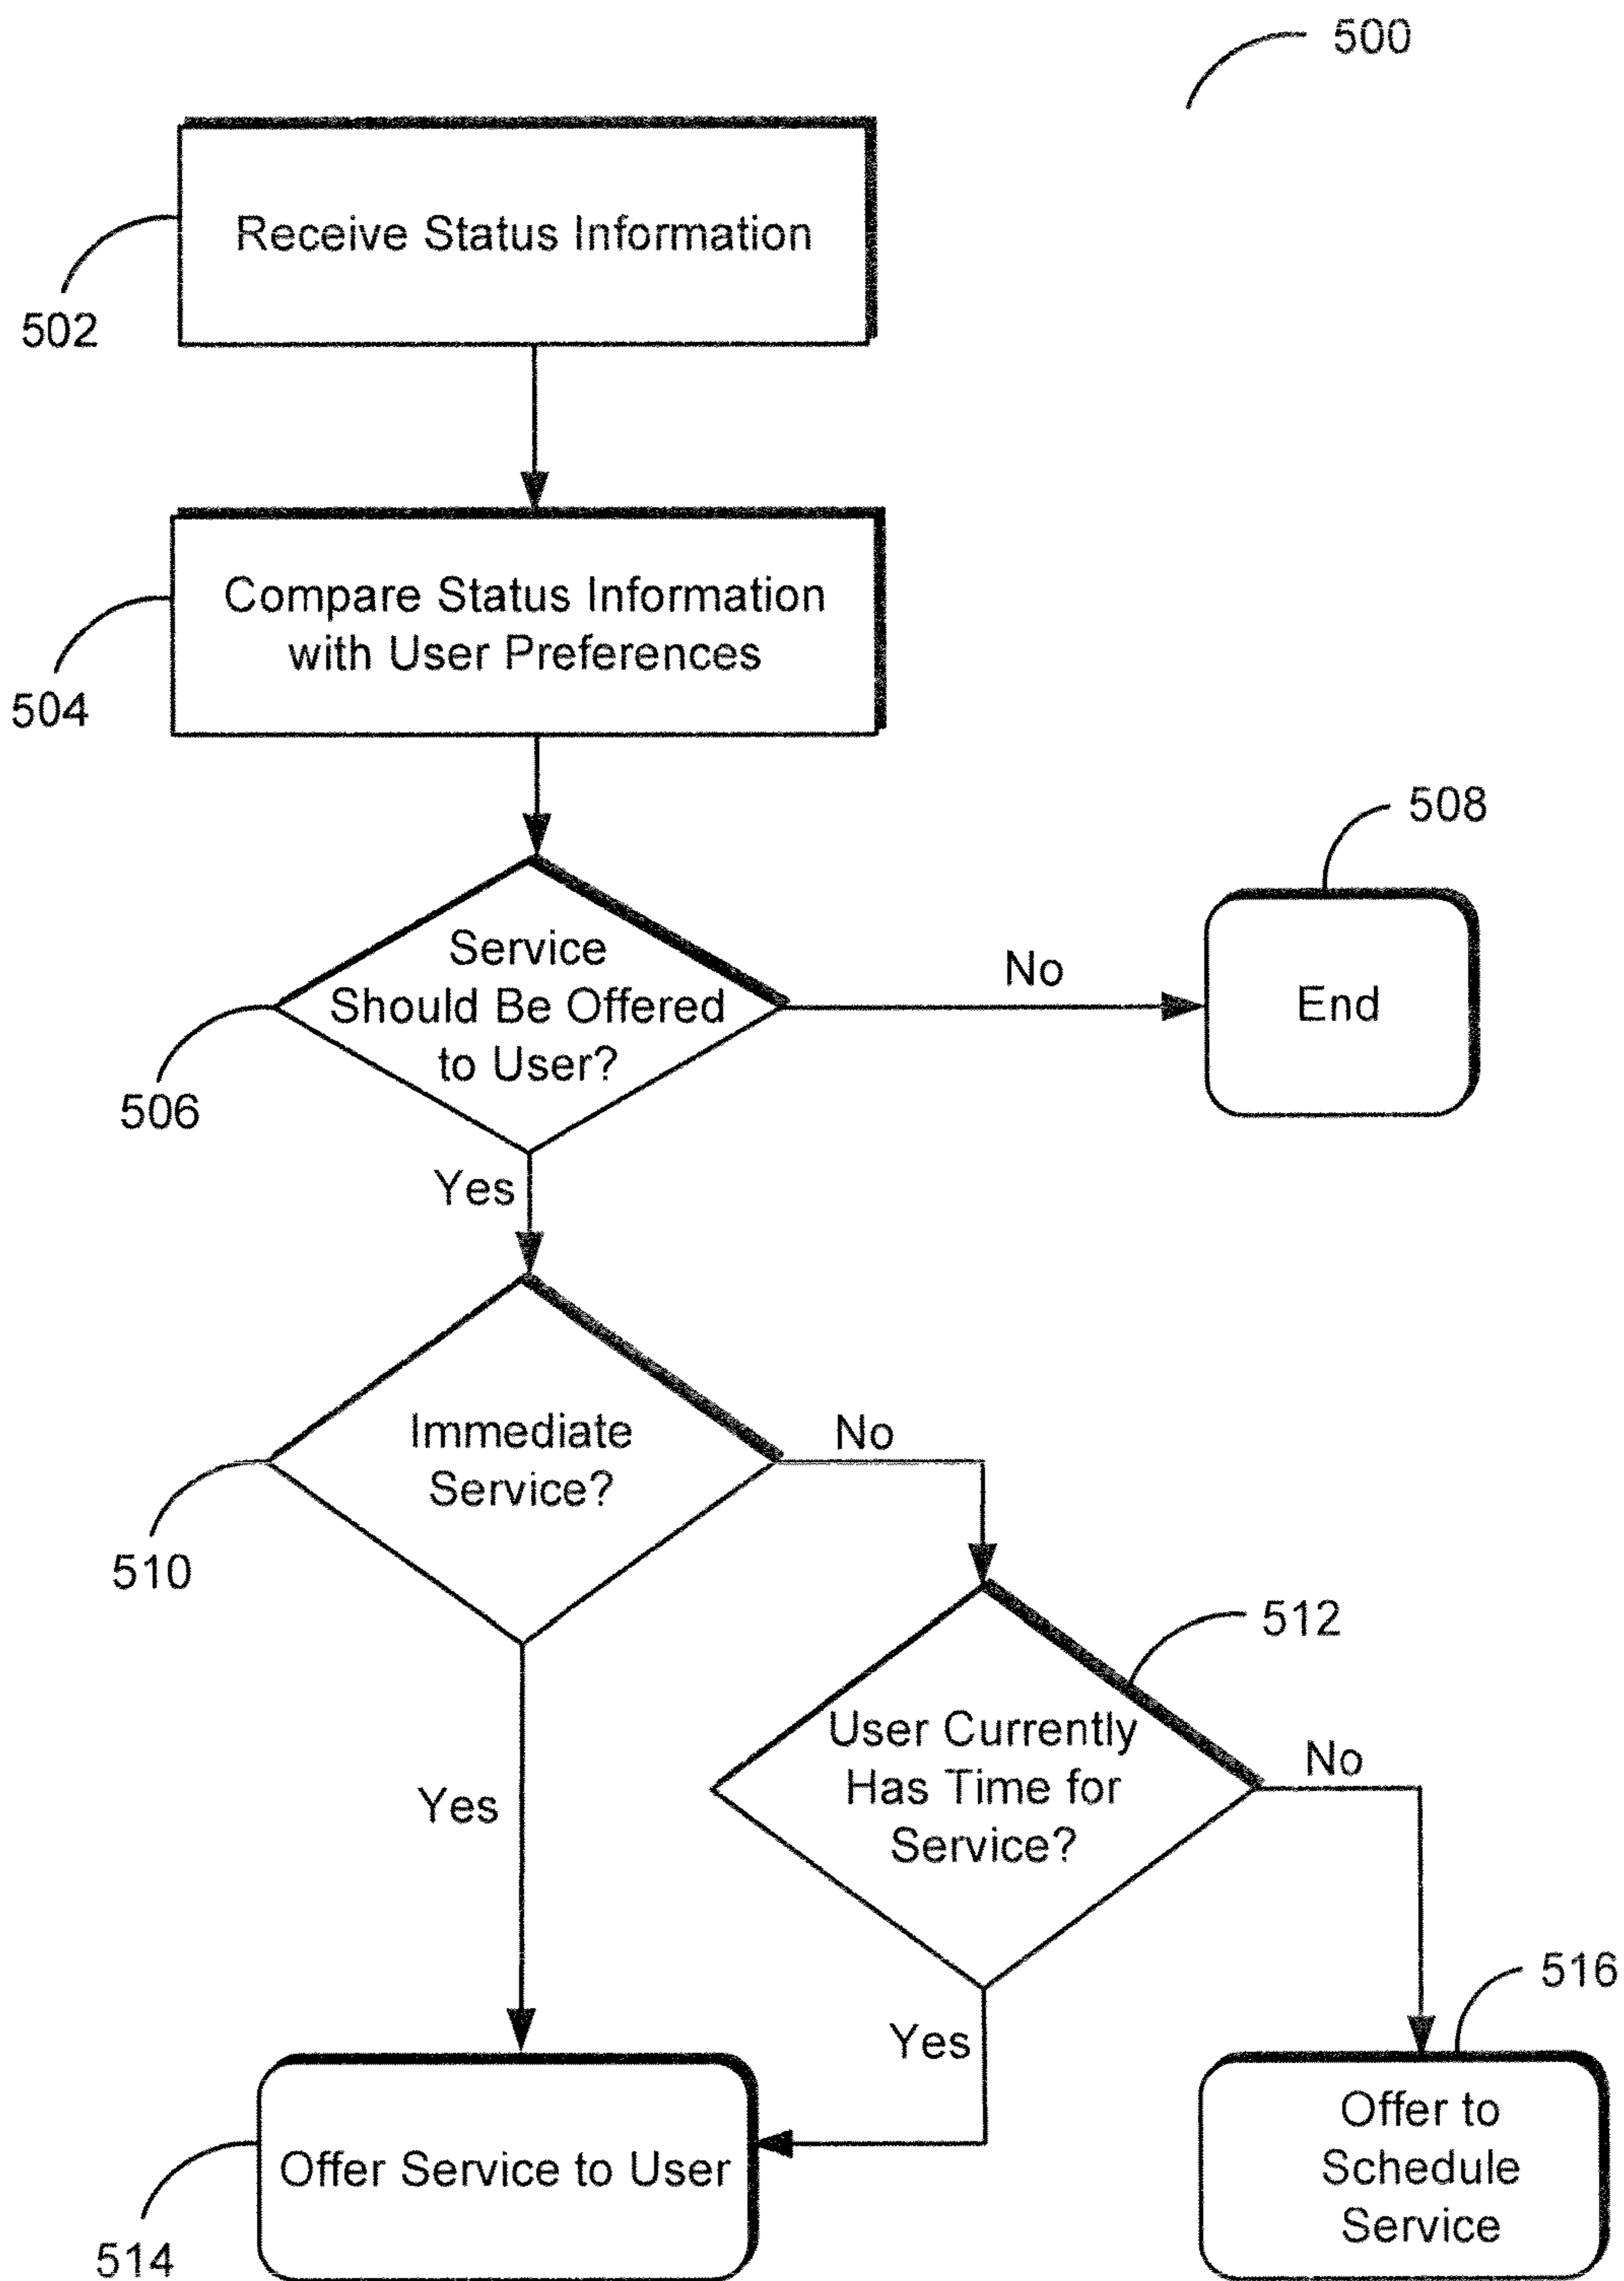 500
Receive Status Information
502
Compare Status Information
with User Preferences
504
508
Service
Should Be Offered
to User?
No
End
506
Yes
Immediate
Service?
No
510
512
User Currently
Has Time for
Service?
No
Yes
516
Yes
Offer Service to User
Offer to
Schedule
Service
514